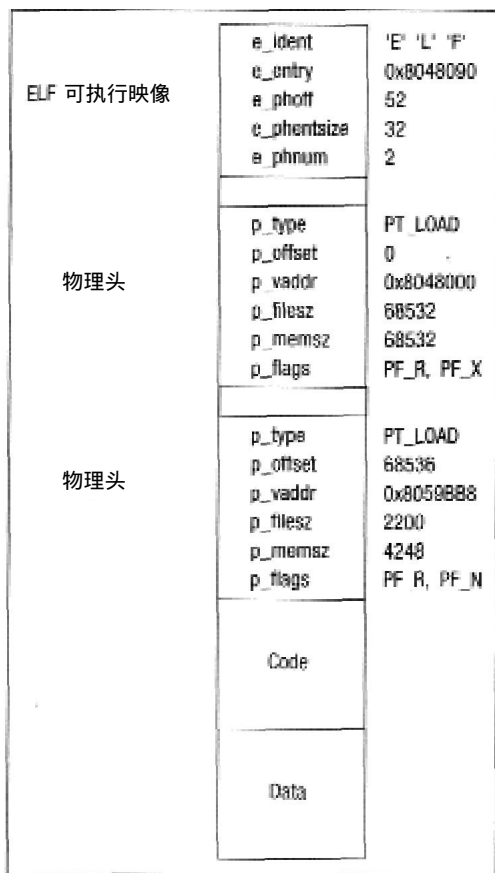 e_ident 'E' 'L' 'F'
e_entry 0x8048090
ELF 可执行映像
e_phoff 52
e_phentsize 32
e_phnum 2
p_type PT_LOAD
p_offset 0
物理头
p_vaddr 0x8048000
p_filesz 68532
p_memsz 68532
p_flags PF_R, PF_X
p_type PT_LOAD
p_offset 68536
物理头
p_vaddr 0x8059BB8
p_filesz 2200
p_memsz 4248
p_flags PF_R, PF_N
Code
Data